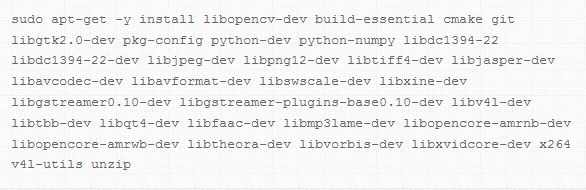 sudo apt-get -y install libopencv-dev build-essential cmake git
libgtk2.0-dev pkg-config python-dev python-numpy libdc1394-22
libdc1394-22-dev libjpeg-dev libpng12-dev libtiff4-dev libjasper-dev
libavcodec-dev libavformat-dev libswscale-dev libxine-dev
libgstreamer0.10-dev libgstreamer-plugins-base0.10-dev libv4l-dev
libtbb-dev libqt4-dev libfaac-dev libmp3lame-dev libopencore-amrnb-dev
libopencore-amrwb-dev libtheora-dev libvorbis-dev libxvidcore-dev x264
v4l-utils unzip